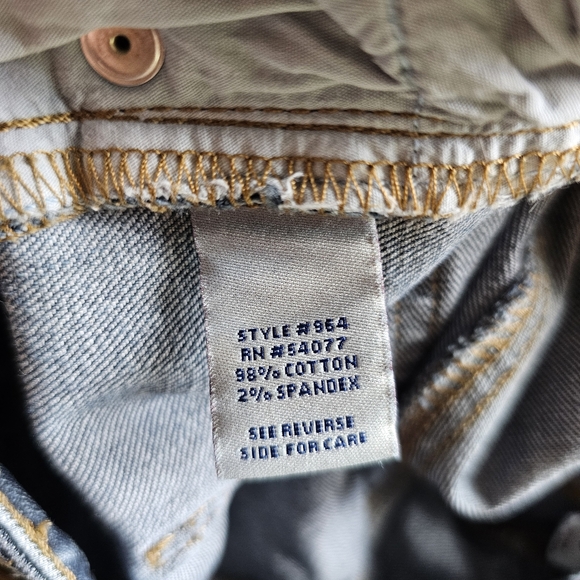 STYLE #964
RN #54077
98% COTTON
2% SPANDEX
SEE REVERSE
SIDE FOR CARE